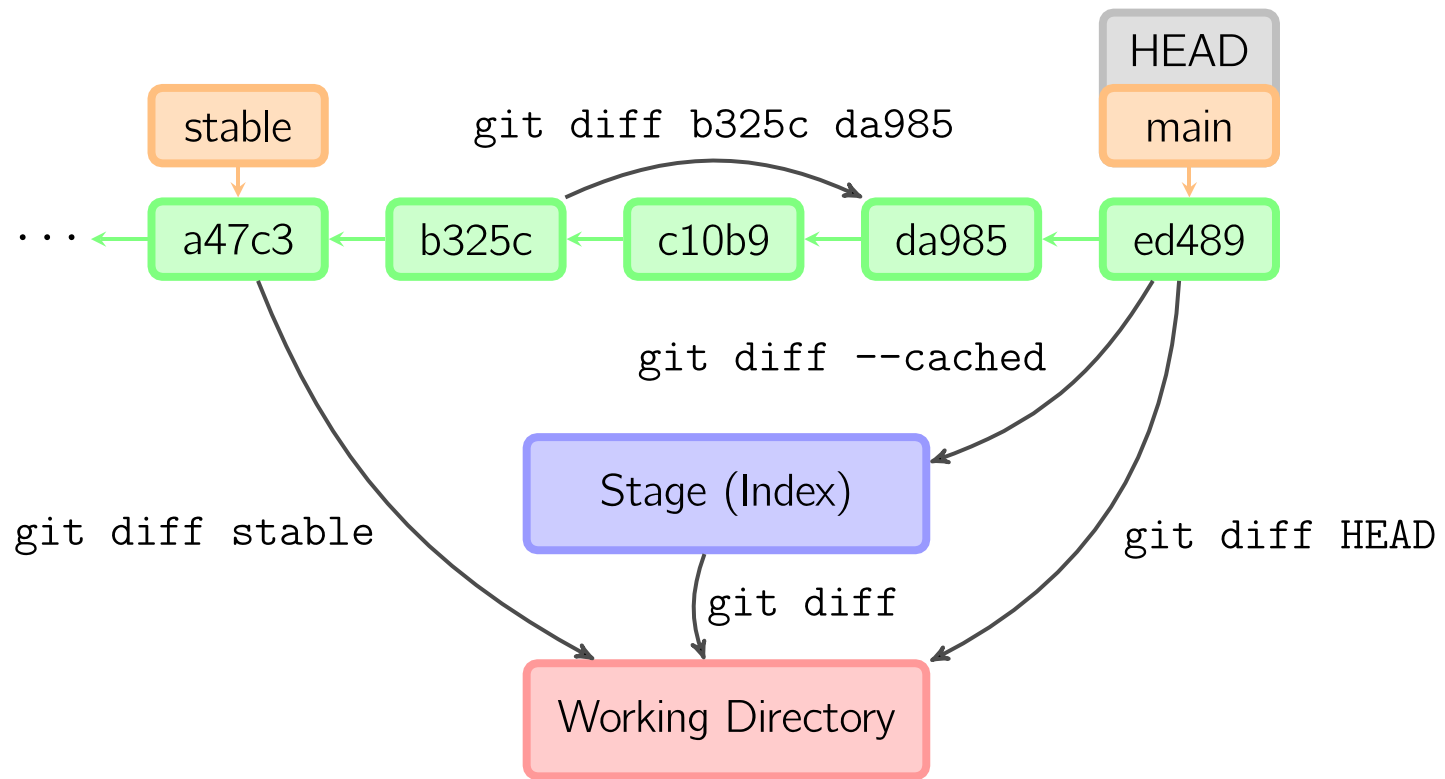 HEAD
stable
git diff b325c da985
main
...
a47c3
b325c
c10b9
da985
ed489
git diff --cached
Stage (Index)
git diff stable
git diff HEAD
git diff
Working Directory